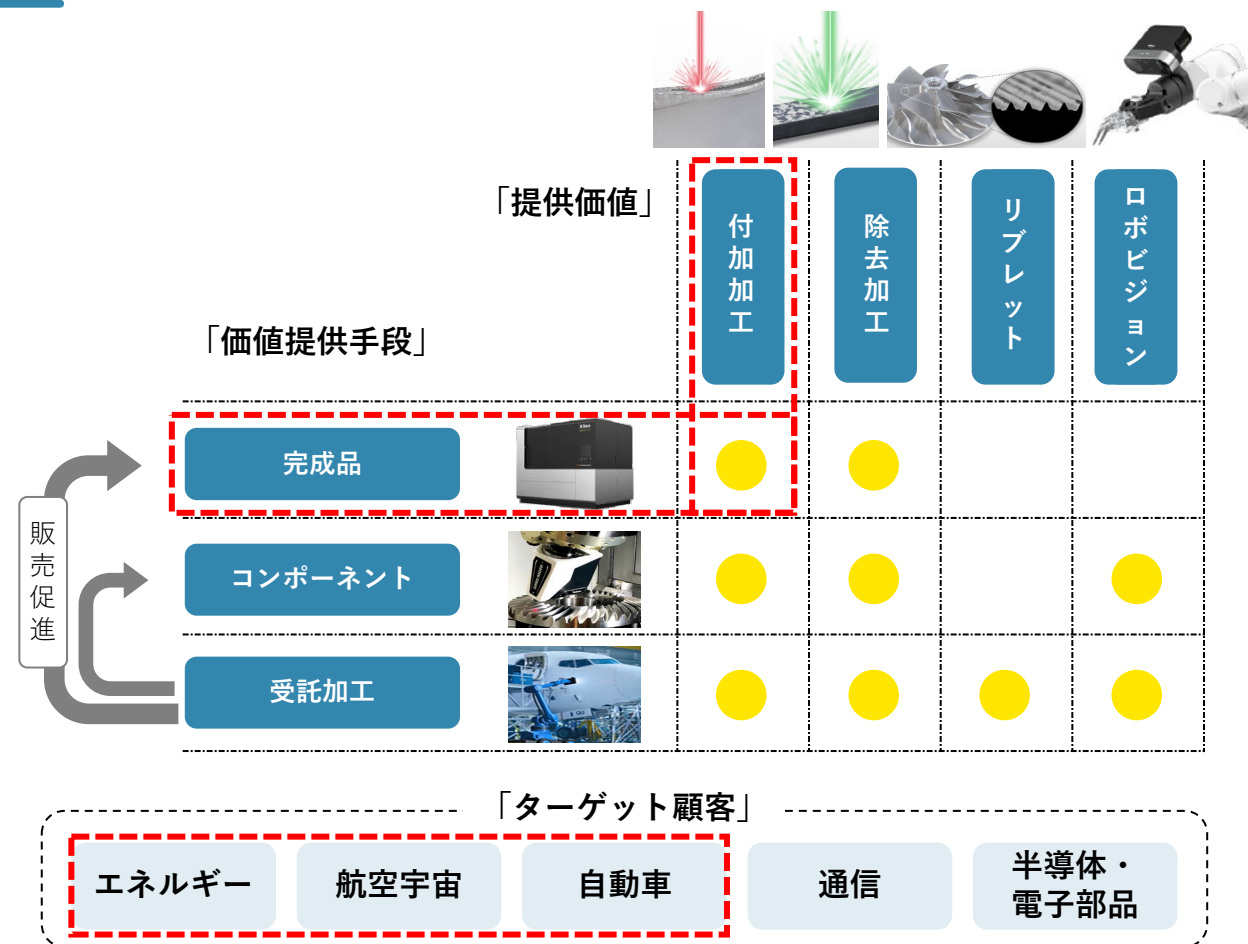 「提供価値」
付加加工
除去加工
リブレット
ロボビジョン
「価値提供手段」
完成品
コンポーネント
受託加工
販売促進
「ターゲット顧客」
エネルギー
航空宇宙
自動車
通信
半導体・
電子部品